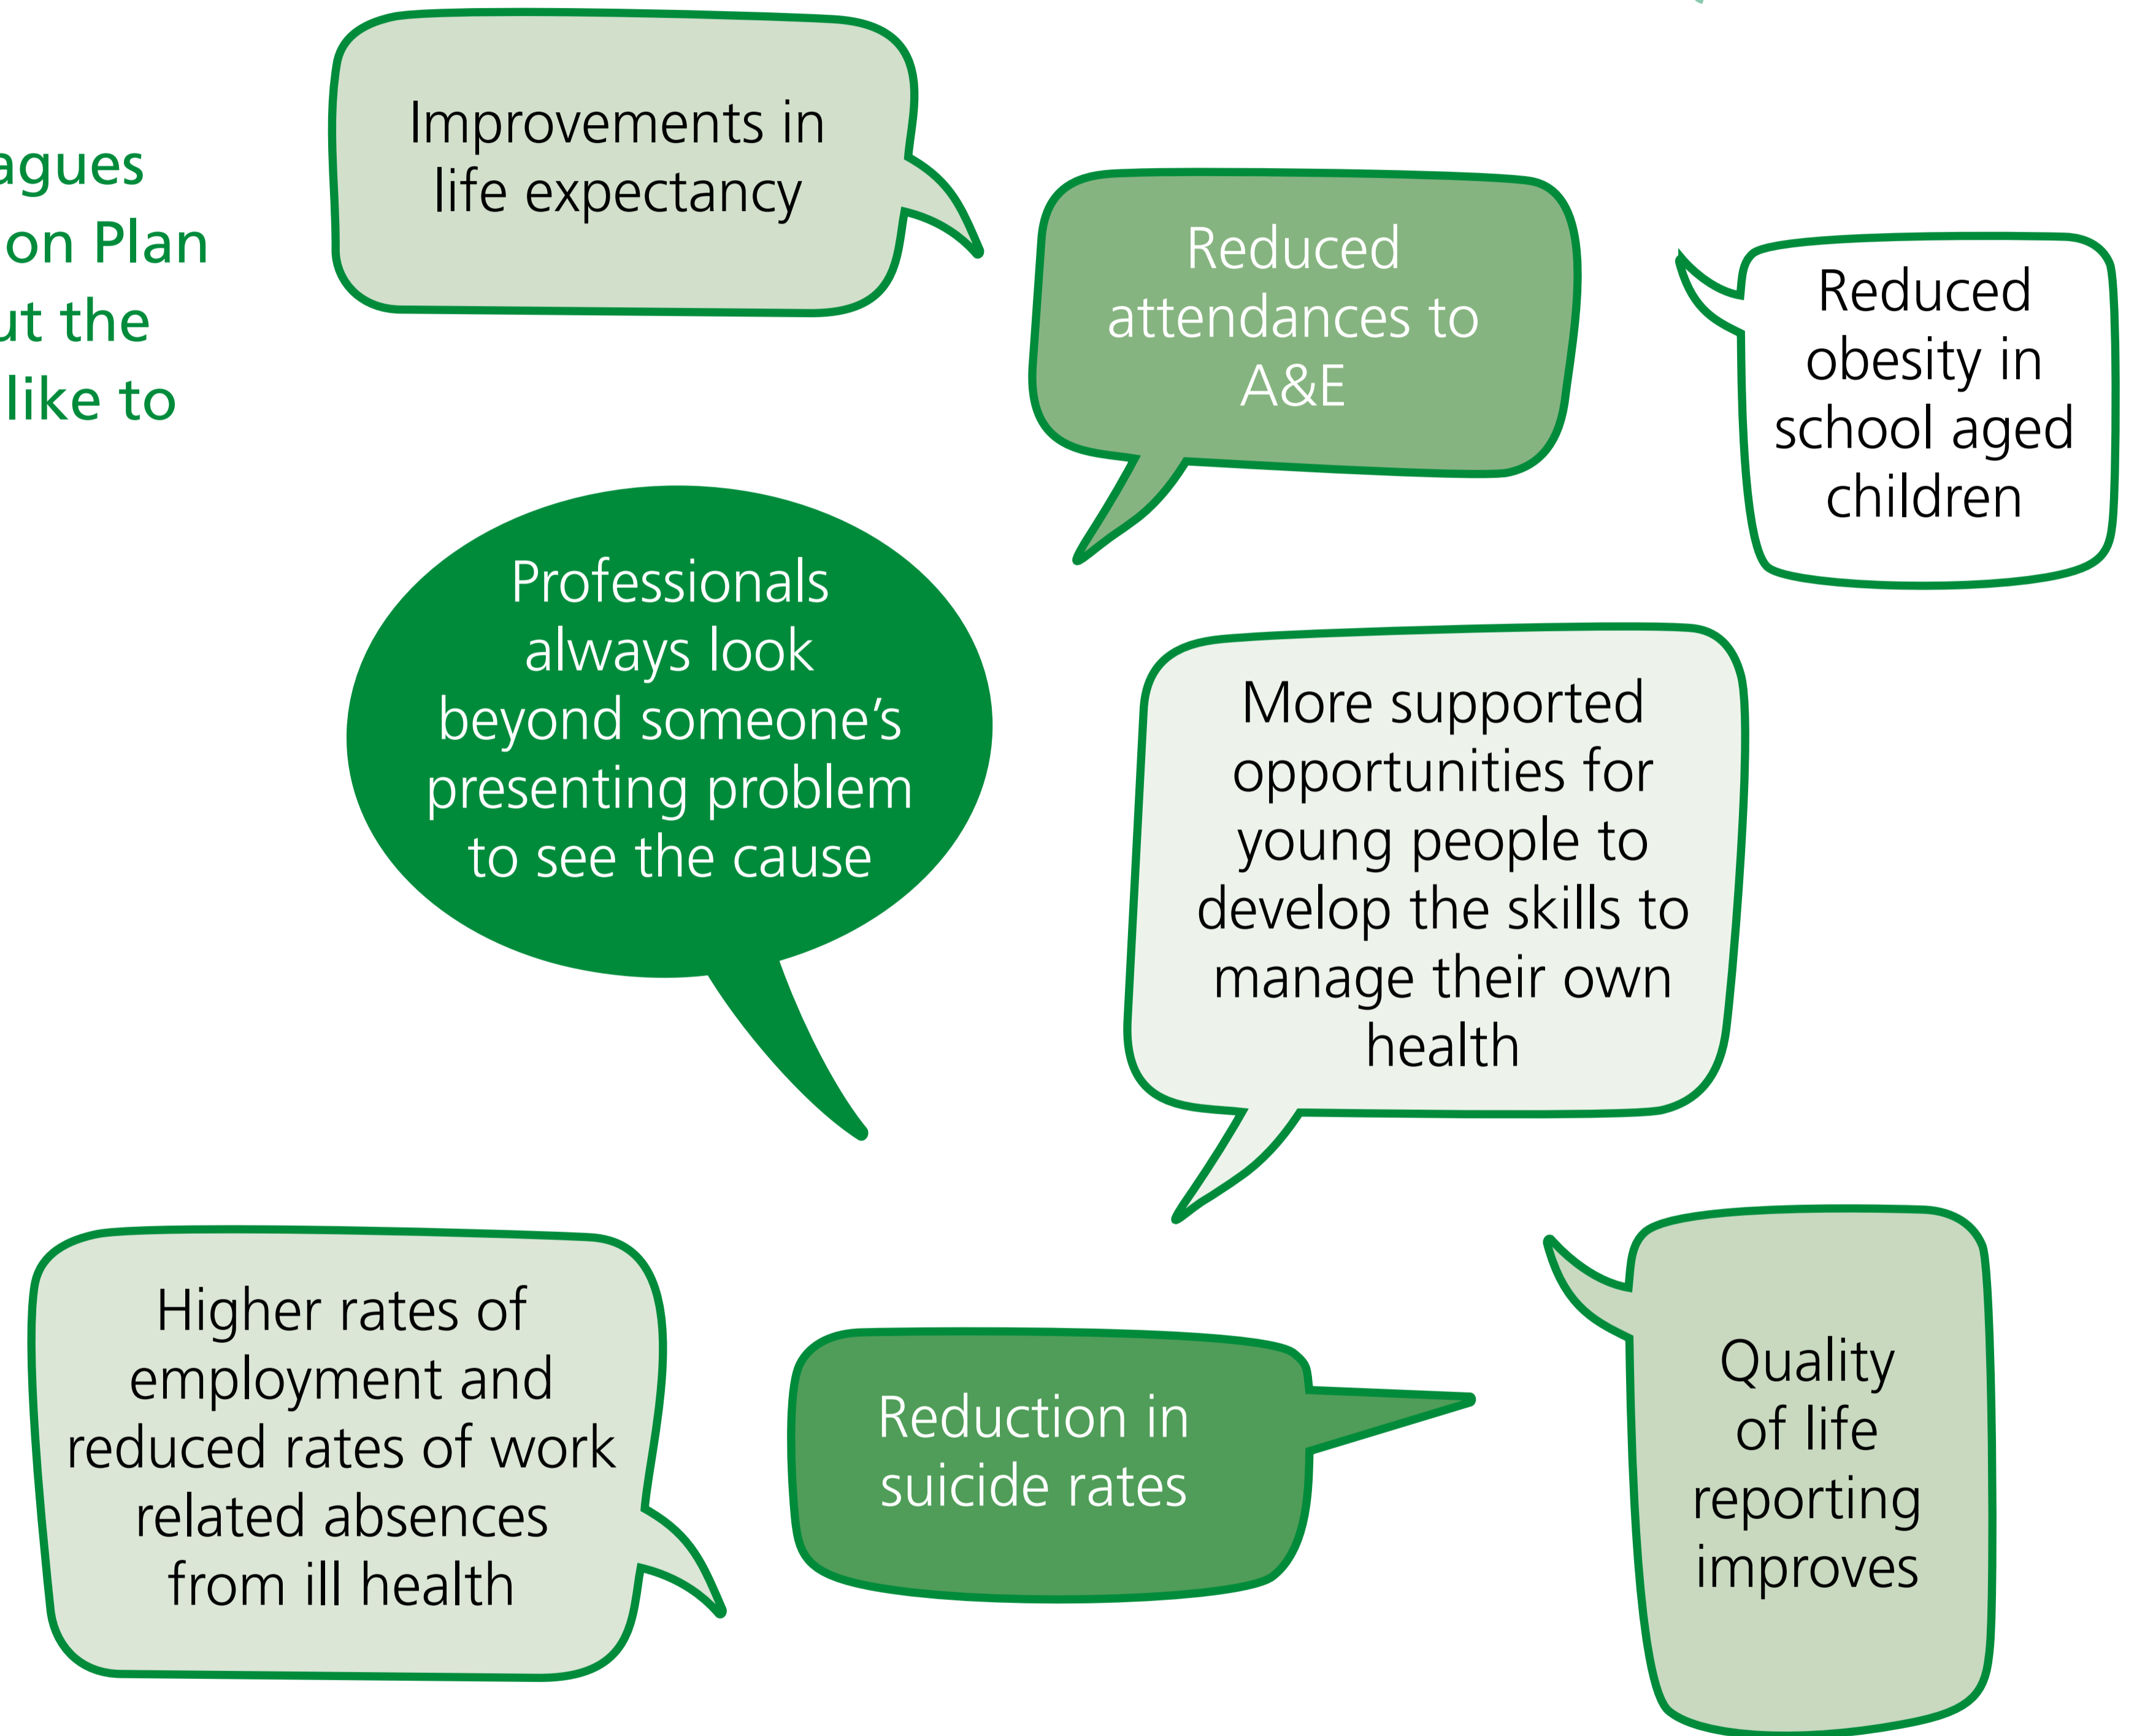 agues
on Plan
ut the
like to
Improvements in
life expectancy
Reduced
attendances to
A&E
Reduced
obesity in
school aged
children
Professionals
always look
beyond someone’s
presenting problem
to see the cause
More supported
opportunities for
young people to
develop the skills to
manage their own
health
Higher rates of
employment and
reduced rates of work
related absences
from ill health
Reduction in
suicide rates
Quality
of life
reporting
improves